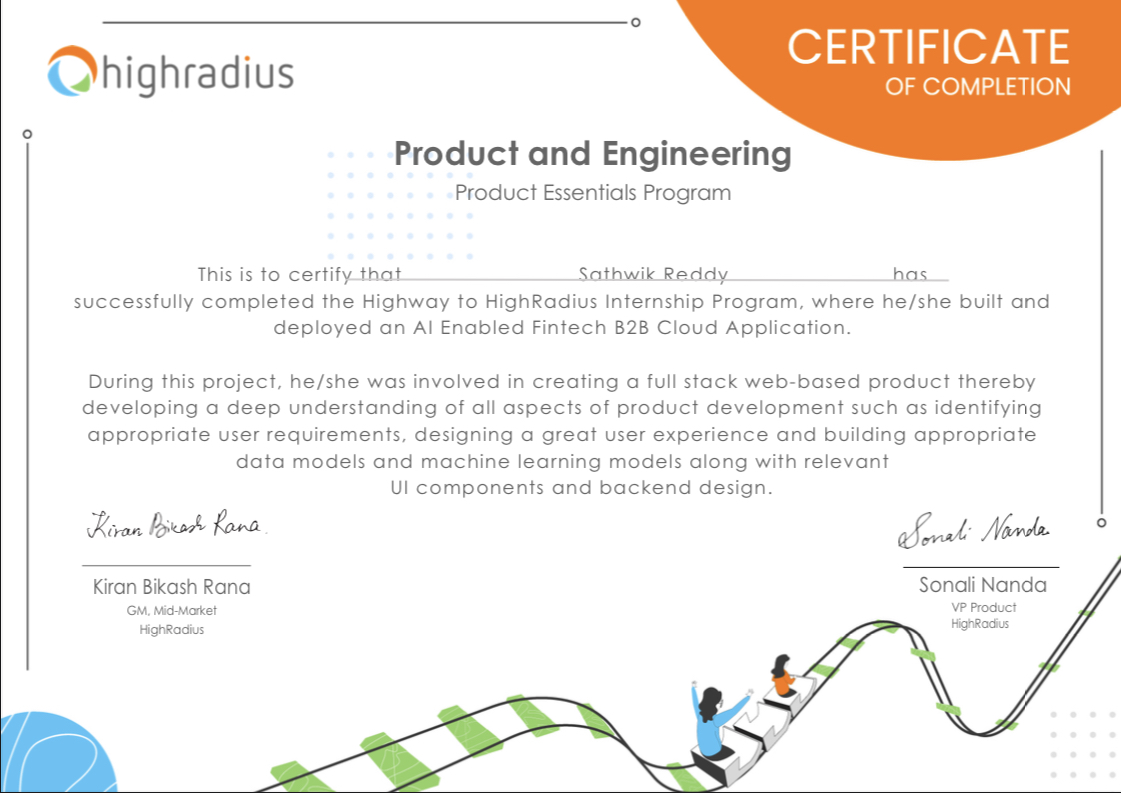 highradius
CERTIFICATE
OF COMPLETION
Product and Engineering
Product Essentials Program
This is to certify that Sathwik Reddy has
successfully completed the Highway to HighRadius Internship Program, where he/she built and
deployed an AI Enabled Fintech B2B Cloud Application.
During this project, he/she was involved in creating a full stack web-based product thereby
developing a deep understanding of all aspects of product development such as identifying
appropriate user requirements, designing a great user experience and building appropriate
data models and machine learning models along with relevant
UI components and backend design.
Kiran Bikash Rana
Kiran Bikash Rana
GM, Mid-Market
HighRadius
Sonali Nanda
Sonali Nanda
VP Product
HighRadius